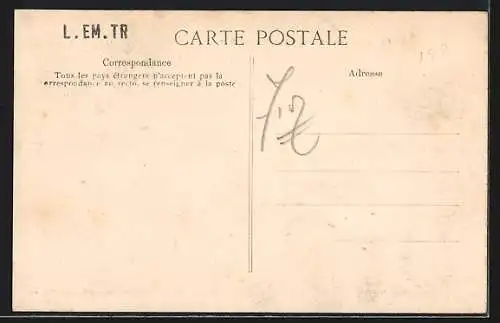 L.EM.TR
CARTE POSTALE
Correspondance
Tous les pays étrangers n'acceptent pas la
correspondance au recto, se renseigner à la poste
Adresse